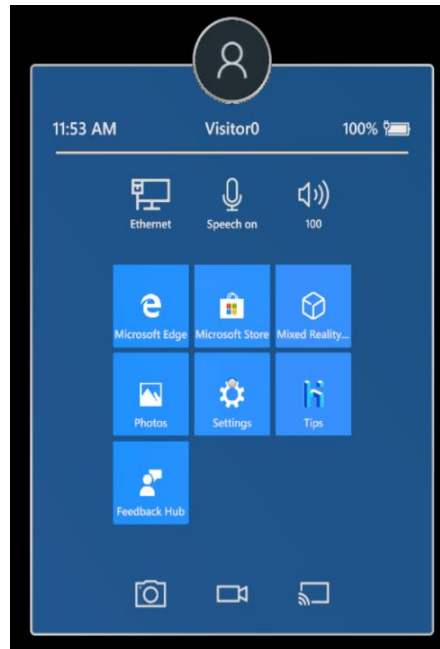 11:53 AM Visitor0 100%
Ethernet Speech on 100
Microsoft Edge Microsoft Store Mixed Reality...
Photos Settings Tips
Feedback Hub